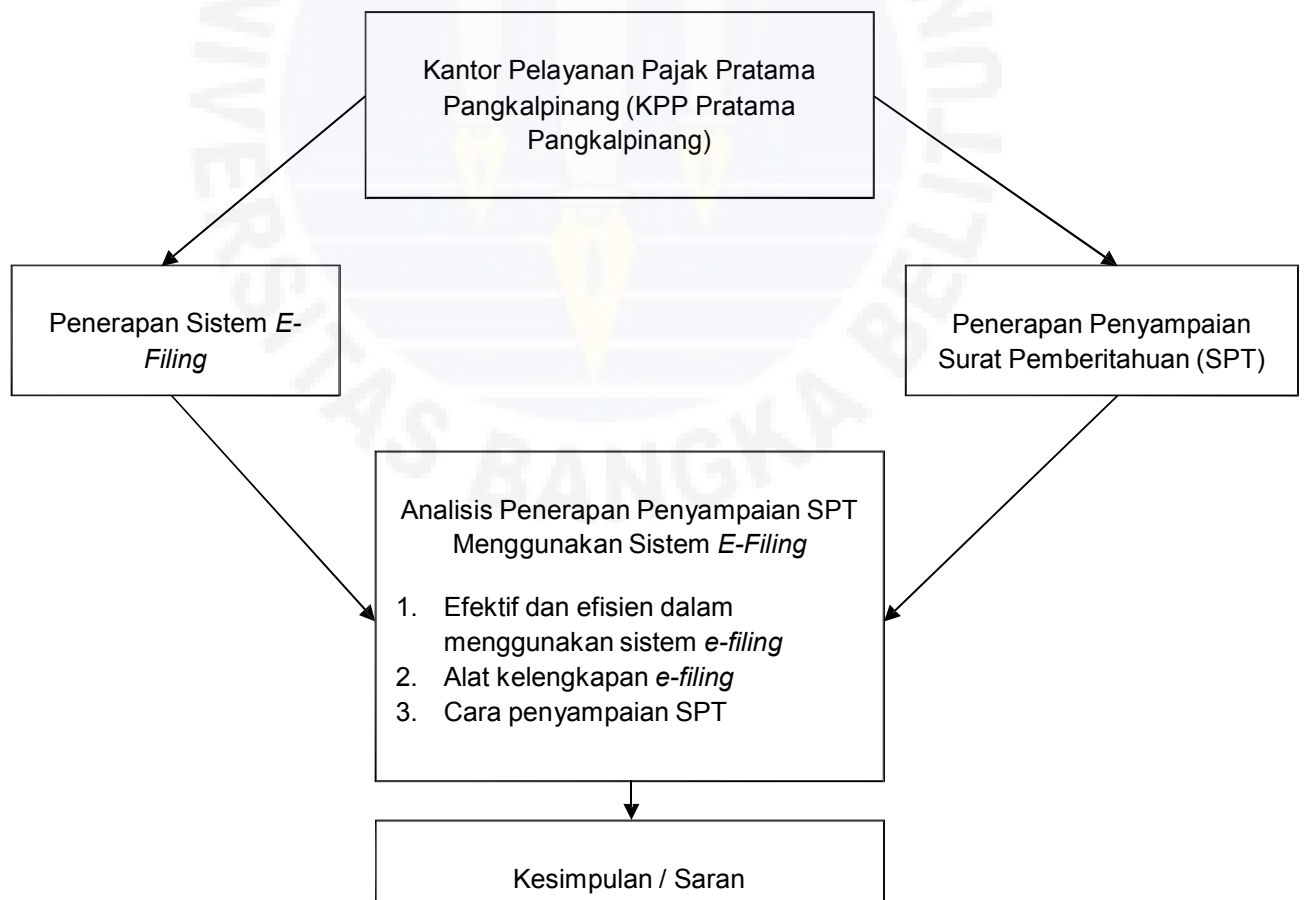 Kantor Pelayanan Pajak Pratama
Pangkalpinang (KPP Pratama
Pangkalpinang)
Penerapan Sistem E-
Filing
Penerapan Penyampaian
Surat Pemberitahuan (SPT)
Analisis Penerapan Penyampaian SPT
Menggunakan Sistem E-Filing
1. Efektif dan efisien dalam
menggunakan sistem e-filing
2. Alat kelengkapan e-filing
3. Cara penyampaian SPT
Kesimpulan / Saran